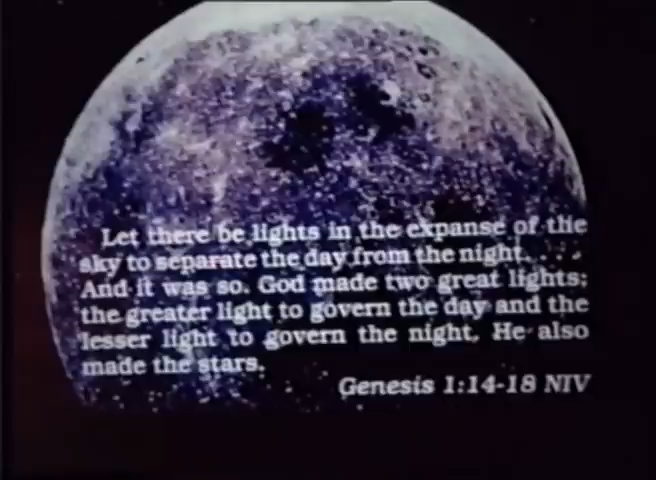 Let there be lights in the expanse of the
sky to separate the day from the night. . . .
And it was so. God made two great lights;
the greater light to govern the day and the
lesser light to govern the night. He also
made the stars.
Genesis 1:14-18 NIV